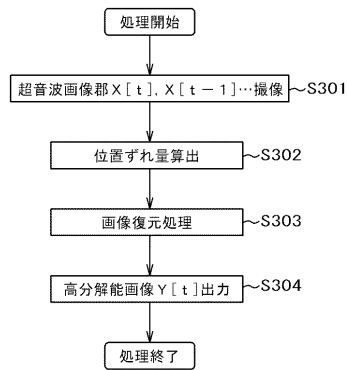 処理開始
超音波画像郡X[t],X[t-1]…撮像 S301
位置ずれ量算出 S302
画像復元処理 S303
高分解能画像Y[t]出力 S304
処理終了